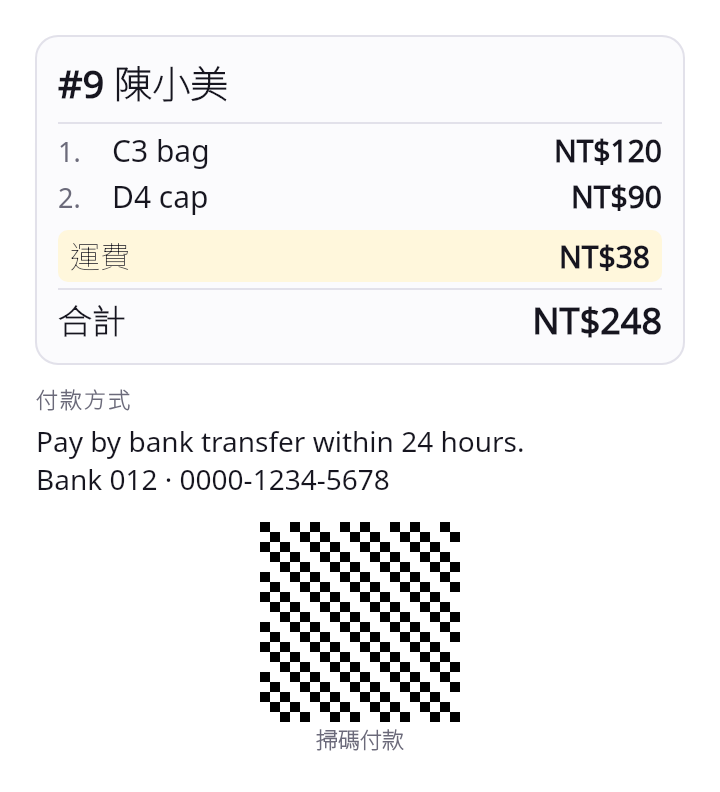 #9 陳小美
1. C3 bag NT$120
2. D4 cap NT$90
運費 NT$38
合計 NT$248
付款方式
Pay by bank transfer within 24 hours.
Bank 012 · 0000-1234-5678
掃碼付款